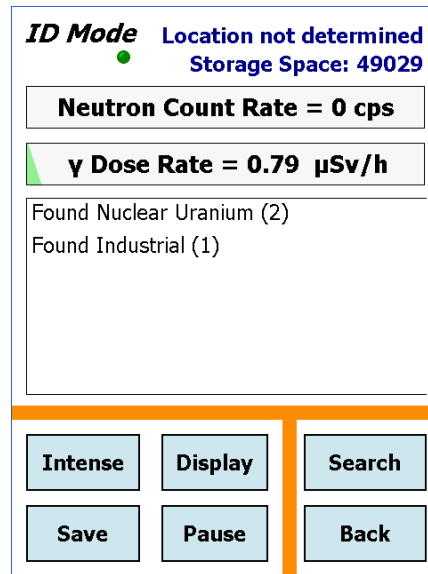 ID Mode
Location not determined
Storage Space: 49029
Neutron Count Rate = 0 cps
γ Dose Rate = 0.79 µSv/h
Found Nuclear Uranium (2)
Found Industrial (1)
Intense
Display
Search
Save
Pause
Back